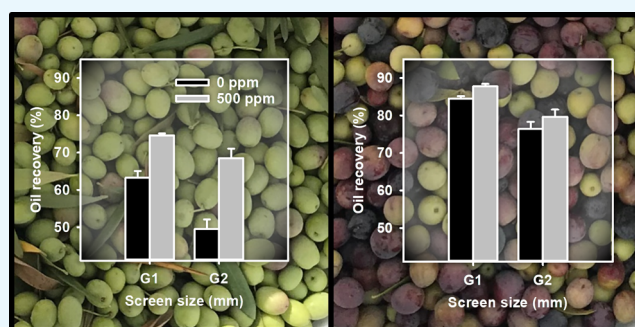 Oil recovery (%)
90
80
70
60
50
0 ppm
500 ppm
G1 G2
Screen size (mm)
Oil recovery (%)
90
80
70
60
50
G1 G2
Screen size (mm)